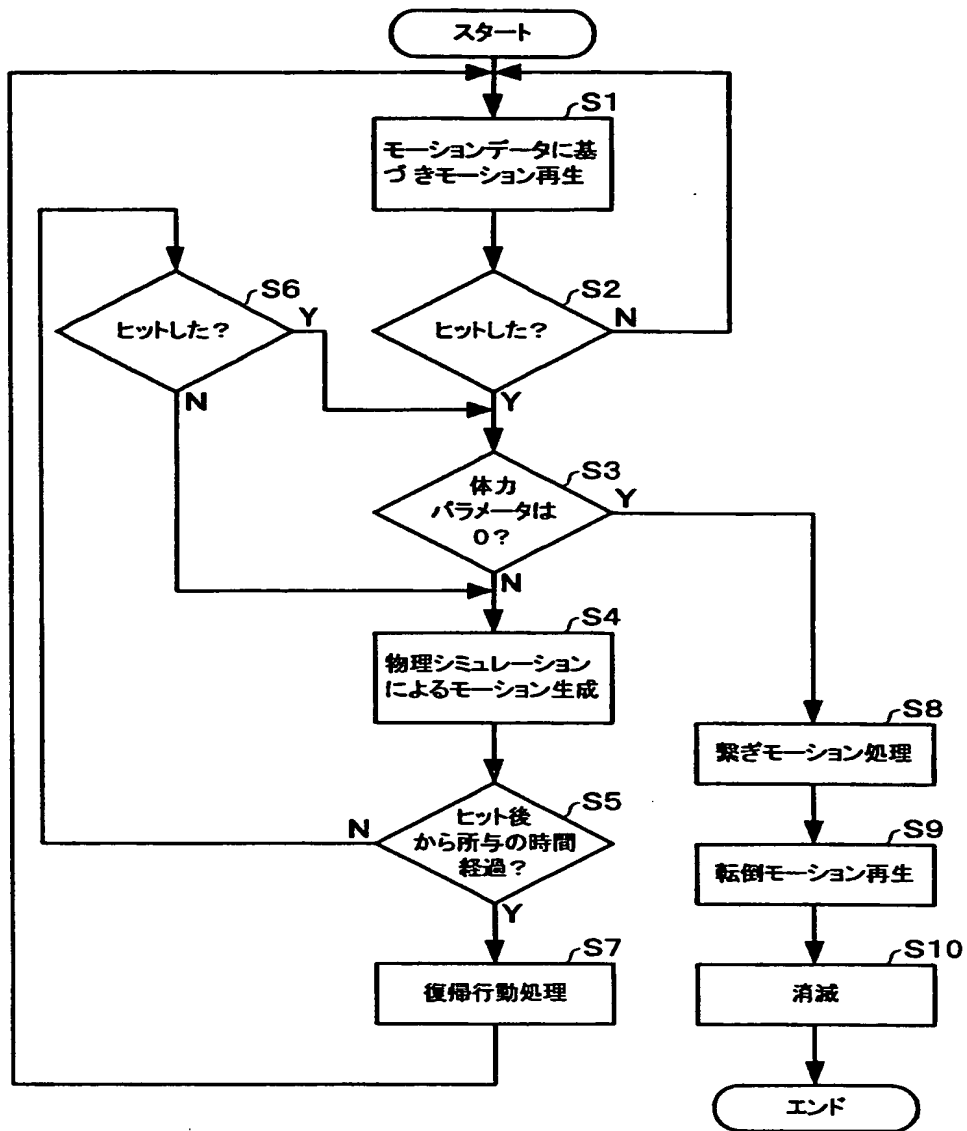 スタート
S1
モーションデータに基
づきモーション再生
S6
ヒットした?
Y
N
S2
ヒットした?
N
Y
S3
体力
パラメータは
0?
Y
N
S4
物理シミュレーション
によるモーション生成
S5
ヒット後
から所与の時間
経過?
N
Y
S7
復帰行動処理
S8
繋ぎモーション処理
S9
転倒モーション再生
S10
消滅
エンド